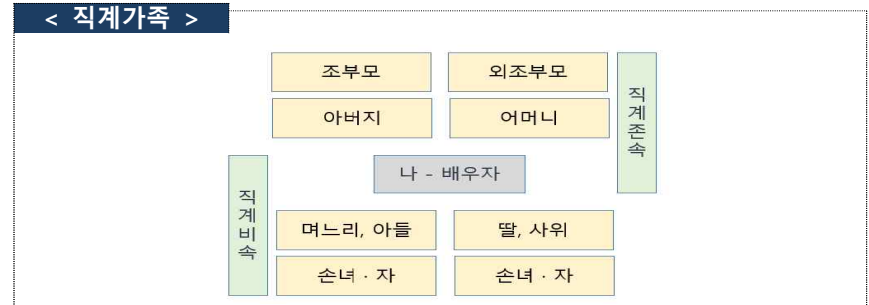 < 직계가족 >
조부모 외조부모
아버지 어머니
직계존속
나 - 배우자
직계비속
며느리, 아들 딸, 사위
손녀 · 자 손녀 · 자